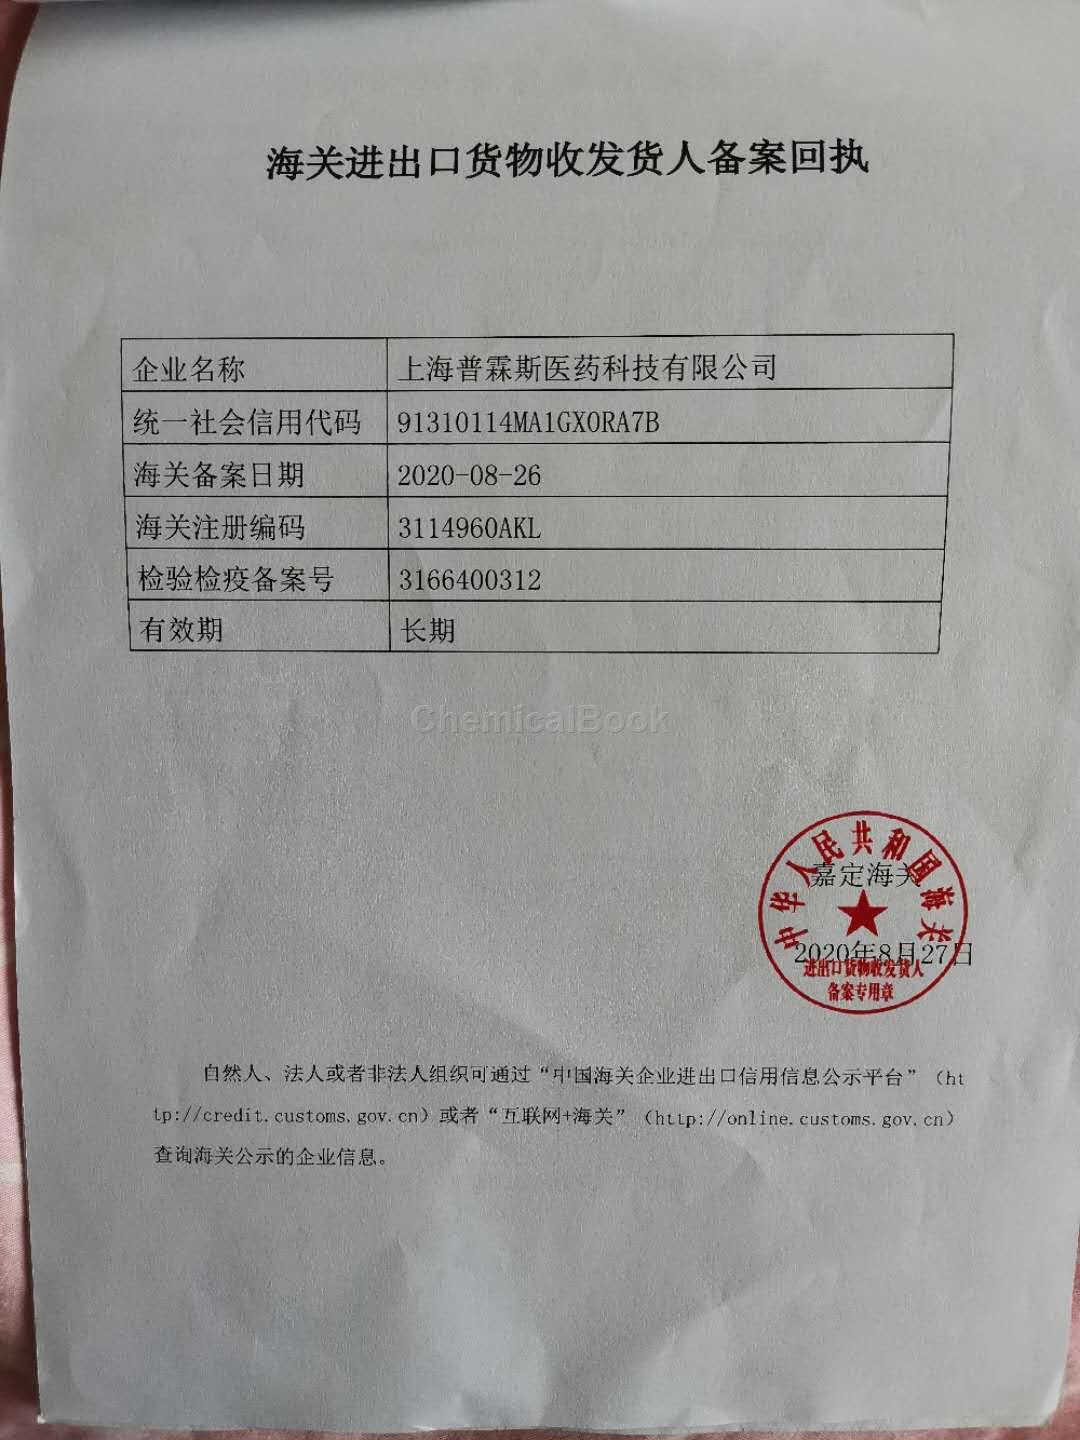 海关进出口货物收发货人备案回执
企业名称 上海普霖斯医药科技有限公司
统一社会信用代码 91310114MA1GX0RA7B
海关备案日期 2020-08-26
海关注册编码 3114960AKL
检验检疫备案号 3166400312
有效期 长期
ChemicalBook
中华人民共和国海关
嘉定海关
2020年8月27日
进出口货物收发货人
备案专用章
自然人、法人或者非法人组织可通过“中国海关企业进出口信用信息公示平台”（ht
tp://credit.customs.gov.cn）或者“互联网+海关”（http://online.customs.gov.cn）
查询海关公示的企业信息。